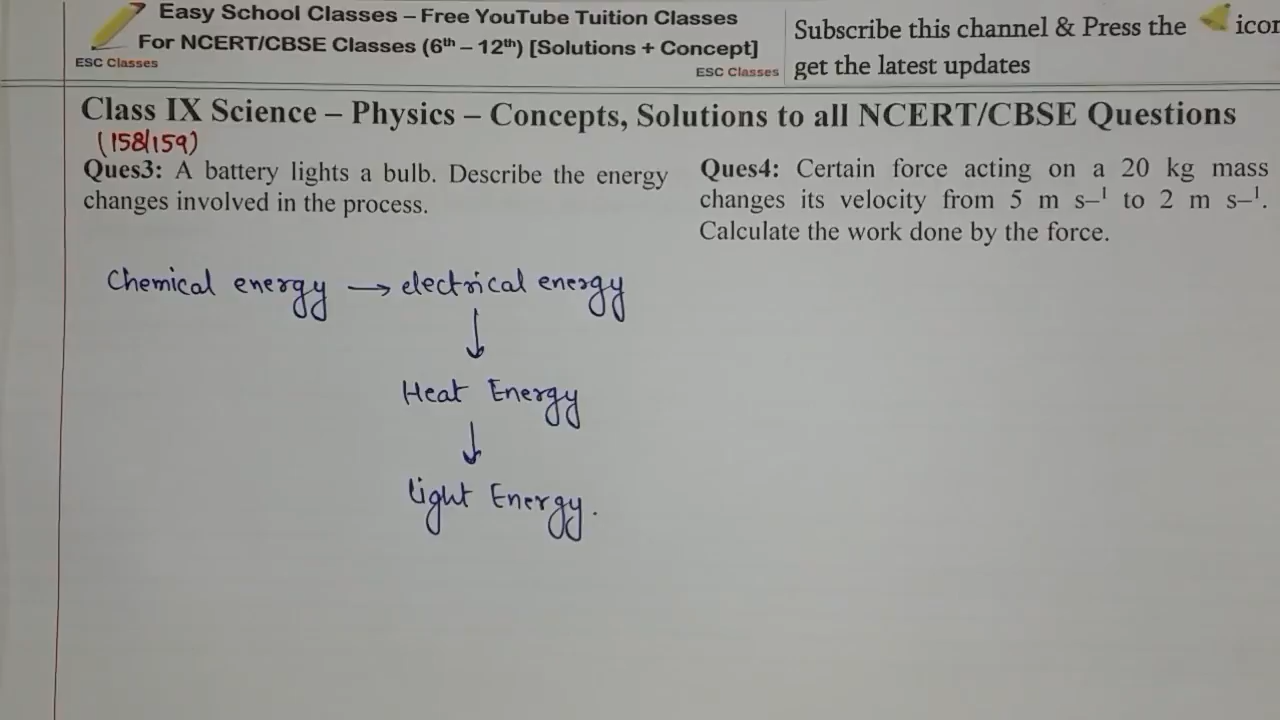 Easy School Classes – Free YouTube Tuition Classes
For NCERT/CBSE Classes (6th – 12th) [Solutions + Concept]
ESC Classes
ESC Classes
Subscribe this channel & Press the icon
get the latest updates
Class IX Science – Physics – Concepts, Solutions to all NCERT/CBSE Questions
(158/159)
Ques3: A battery lights a bulb. Describe the energy
changes involved in the process.
Chemical energy → electrical energy
↓
Heat Energy
↓
light Energy.
Ques4: Certain force acting on a 20 kg mass
changes its velocity from 5 m s–¹ to 2 m s–¹.
Calculate the work done by the force.